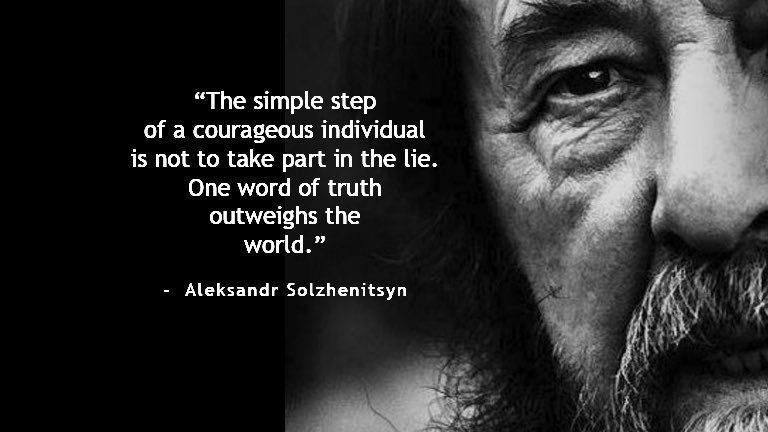 “The simple step
of a courageous individual
is not to take part in the lie.
One word of truth
outweighs the
world.”
- Aleksandr Solzhenitsyn